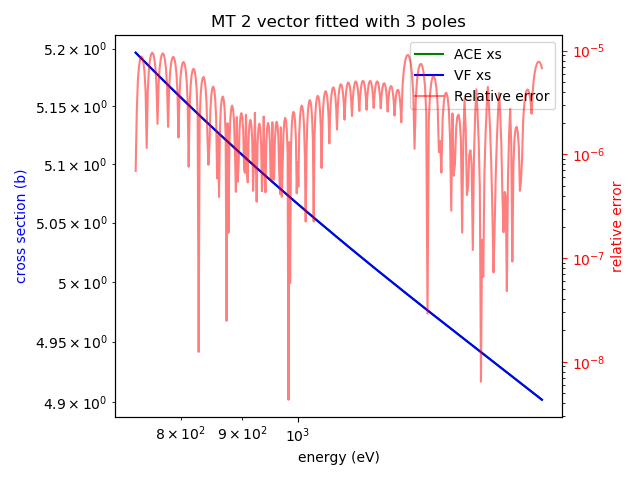 MT 2 vector fitted with 3 poles
ACE xs
VF xs
Relative error
5.2 × 10⁰
5.15 × 10⁰
5.1 × 10⁰
5.05 × 10⁰
5 × 10⁰
4.95 × 10⁰
4.9 × 10⁰
cross section (b)
10⁻⁵
10⁻⁶
10⁻⁷
10⁻⁸
relative error
8 × 10² 9 × 10² 10³
energy (eV)